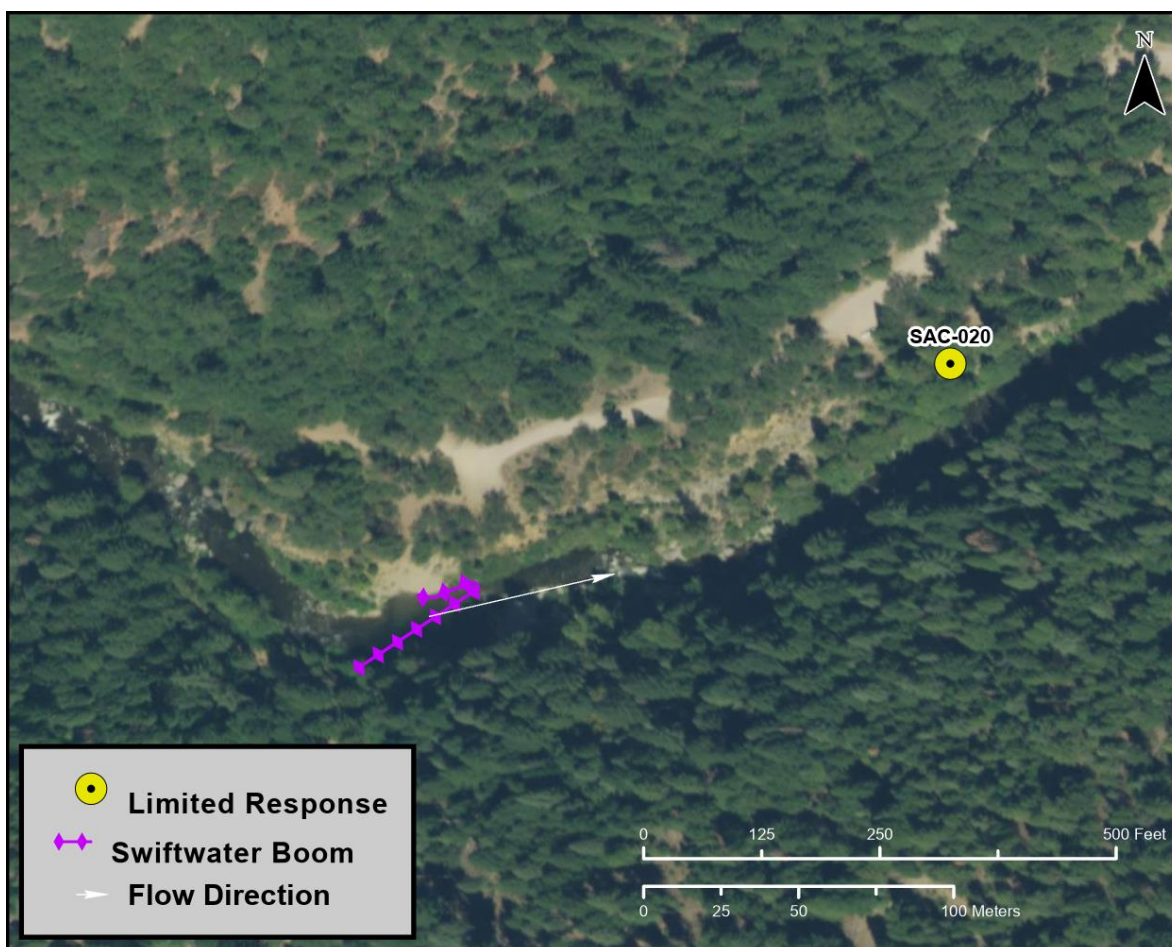 N
SAC-020
Limited Response
Swiftwater Boom
Flow Direction
0 125 250 500 Feet
0 25 50 100 Meters